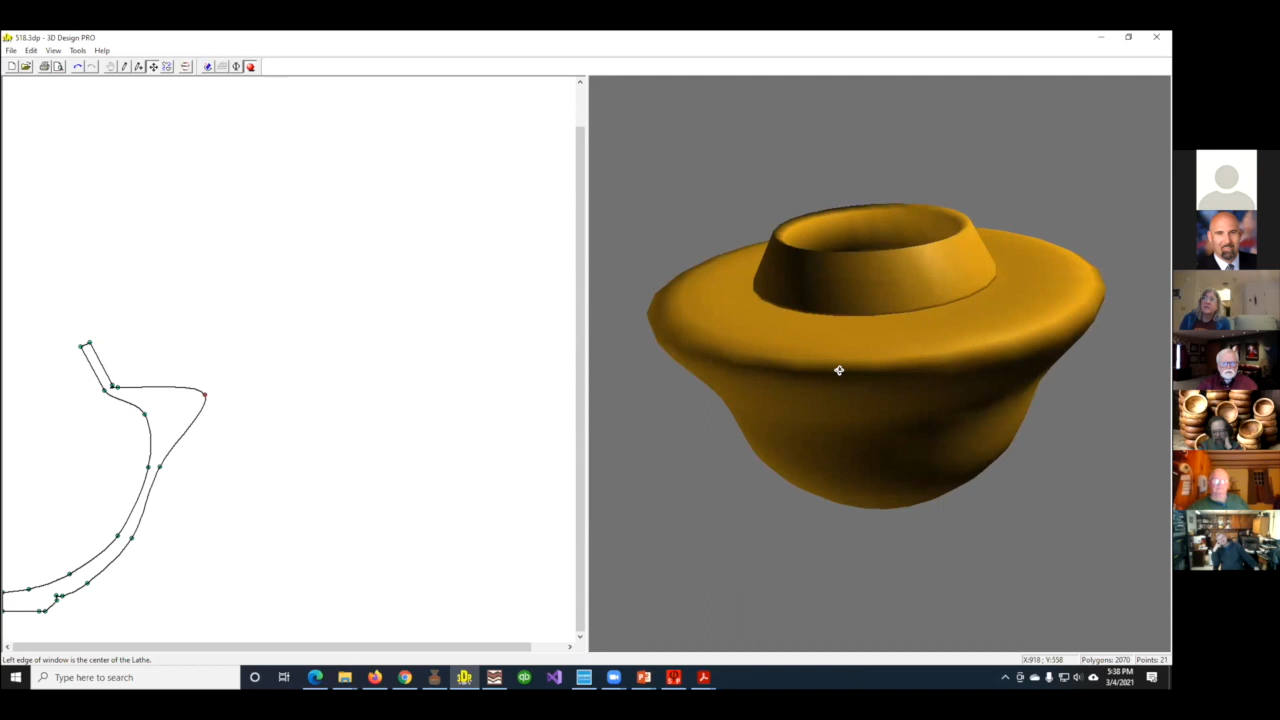 518.3dp - 3D Design PRO
File Edit View Tools Help
Left edge of window is the center of the Lathe.
X:918 ; Y:558
Polygons: 2070
Points: 21
Type here to search
5:38 PM
3/4/2021